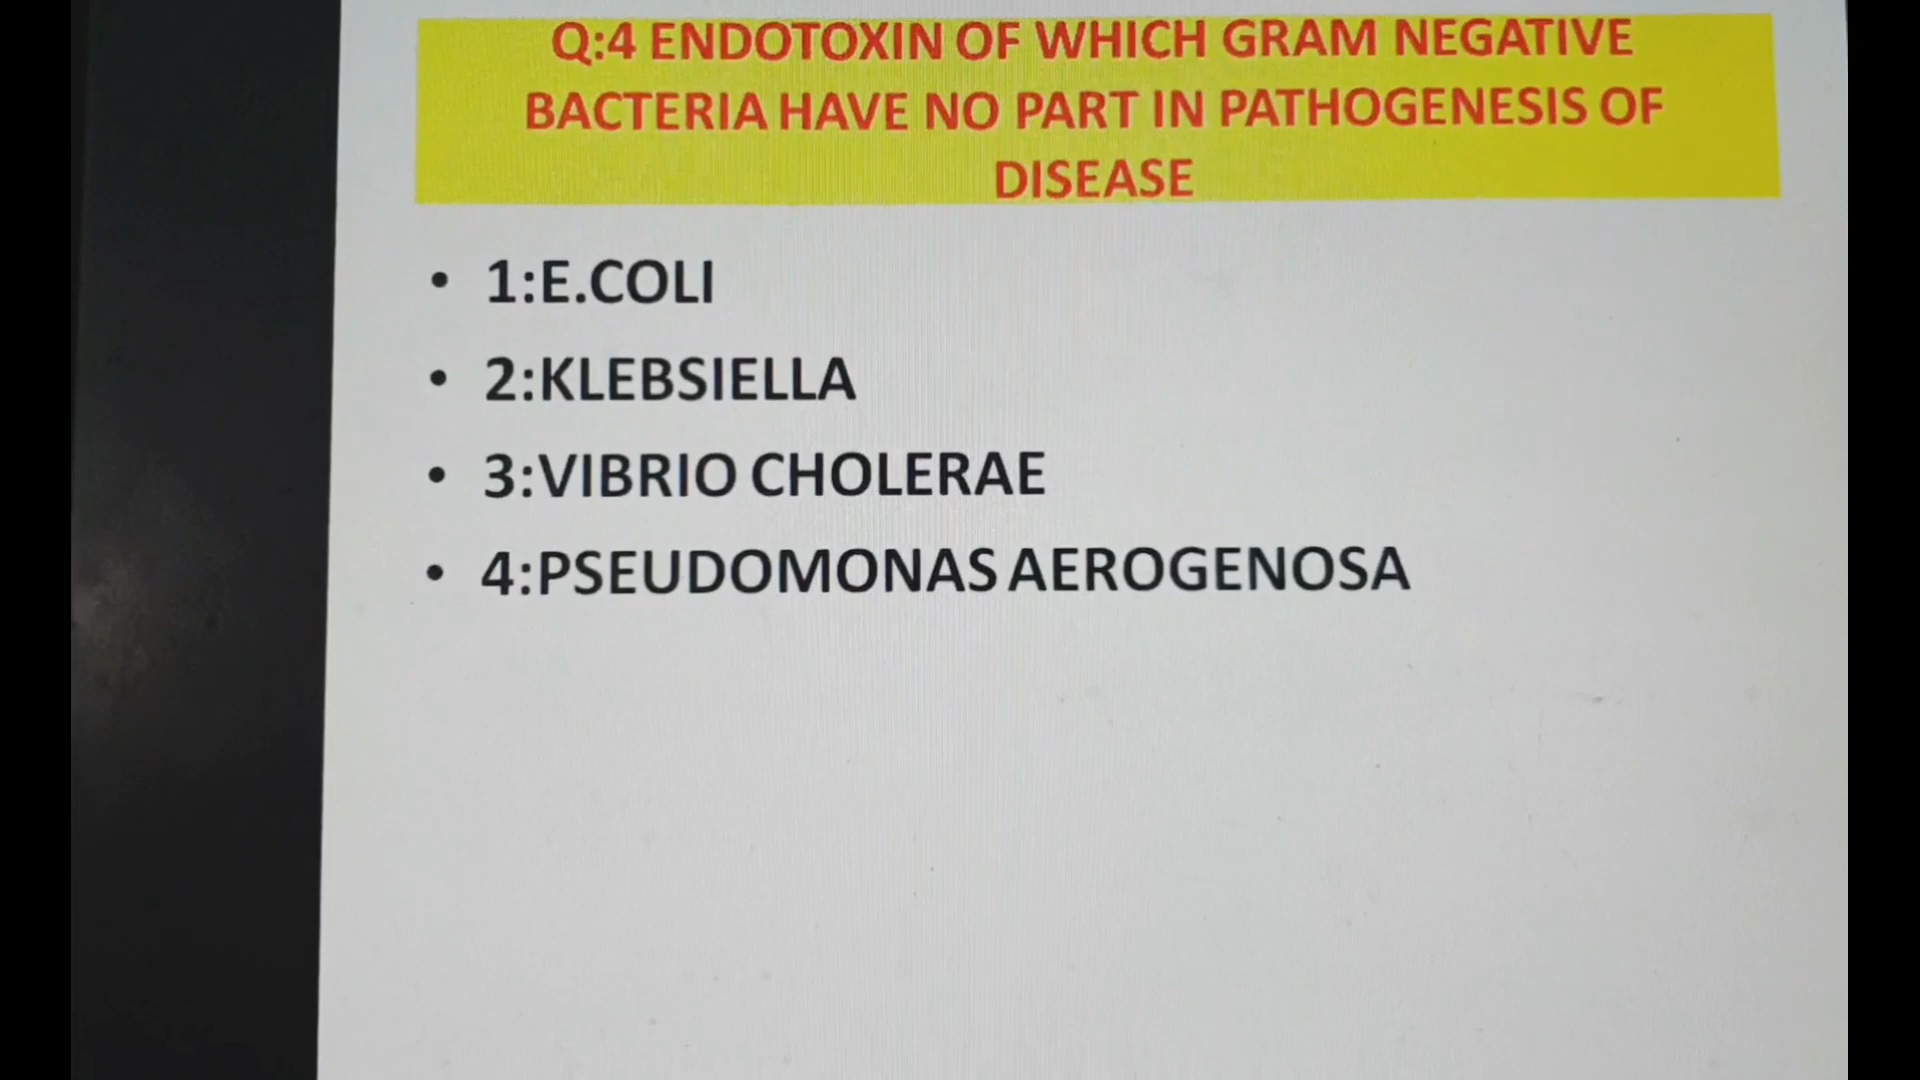 Q:4 ENDOTOXIN OF WHICH GRAM NEGATIVE
BACTERIA HAVE NO PART IN PATHOGENESIS OF
DISEASE
• 1:E.COLI
• 2:KLEBSIELLA
• 3:VIBRIO CHOLERAE
• 4:PSEUDOMONAS AEROGENOSA